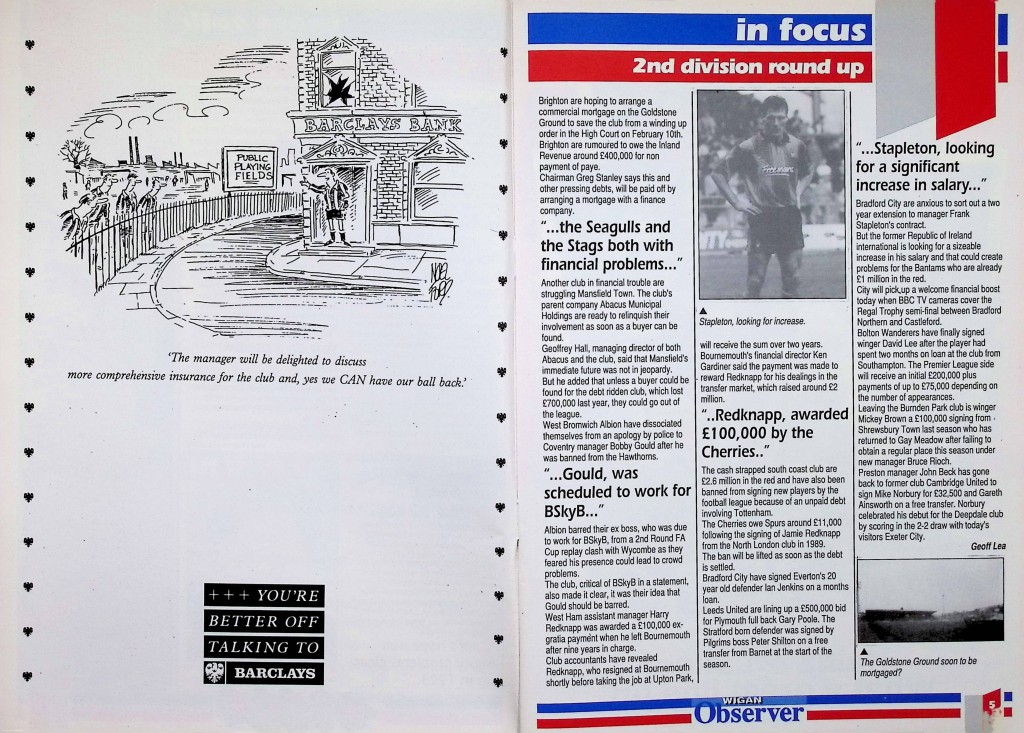 BARCLAYS BANK
PUBLIC
PLAYING
FIELDS
NOEL
FORD
'The manager will be delighted to discuss
more comprehensive insurance for the club and, yes we CAN have our ball back.'
+++ YOU'RE
BETTER OFF
TALKING TO
BARCLAYS
in focus
2nd division round up
Brighton are hoping to arrange a
commercial mortgage on the Goldstone
Ground to save the club from a winding up
order in the High Court on February 10th.
Brighton are rumoured to owe the Inland
Revenue around £400,000 for non
payment of paye.
Chairman Greg Stanley says this and
other pressing debts, will be paid off by
arranging a mortgage with a finance
company.
"...the Seagulls and
the Stags both with
financial problems..."
Another club in financial trouble are
struggling Mansfield Town. The club's
parent company Abacus Municipal
Holdings are ready to relinquish their
involvement as soon as a buyer can be
found.
Geoffrey Hall, managing director of both
Abacus and the club, said that Mansfield's
immediate future was not in jeopardy.
But he added that unless a buyer could be
found for the debt ridden club, which lost
£700,000 last year, they could go out of
the league.
West Bromwich Albion have dissociated
themselves from an apology by police to
Coventry manager Bobby Gould after he
was banned from the Hawthorns.
"...Gould, was
scheduled to work for
BSkyB..."
Albion barred their ex boss, who was due
to work for BSkyB, from a 2nd Round FA
Cup replay clash with Wycombe as they
feared his presence could lead to crowd
problems.
The club, critical of BSkyB in a statement,
also made it clear, it was their idea that
Gould should be barred.
West Ham assistant manager Harry
Redknapp was awarded a £100,000 ex-
gratia payment when he left Bournemouth
after nine years in charge.
Club accountants have revealed
Redknapp, who resigned at Bournemouth
shortly before taking the job at Upton Park,
Stapleton, looking for increase.
will receive the sum over two years.
Bournemouth's financial director Ken
Gardiner said the payment was made to
reward Redknapp for his dealings in the
transfer market, which raised around £2
million.
"..Redknapp, awarded
£100,000 by the
Cherries.."
The cash strapped south coast club are
£2.6 million in the red and have also been
banned from signing new players by the
football league because of an unpaid debt
involving Tottenham.
The Cherries owe Spurs around £11,000
following the signing of Jamie Redknapp
from the North London club in 1989.
The ban will be lifted as soon as the debt
is settled.
Bradford City have signed Everton's 20
year old defender Ian Jenkins on a months
loan.
Leeds United are lining up a £500,000 bid
for Plymouth full back Gary Poole. The
Stratford born defender was signed by
Pilgrims boss Peter Shilton on a free
transfer from Barnet at the start of the
season.
"...Stapleton, looking
for a significant
increase in salary..."
Bradford City are anxious to sort out a two
year extension to manager Frank
Stapleton's contract.
But the former Republic of Ireland
international is looking for a sizeable
increase in his salary and that could create
problems for the Bantams who are already
£1 million in the red.
City will pick up a welcome financial boost
today when BBC TV cameras cover the
Regal Trophy semi-final between Bradford
Northern and Castleford.
Bolton Wanderers have finally signed
winger David Lee after the player had
spent two months on loan at the club from
Southampton. The Premier League side
will receive an initial £200,000 plus
payments of up to £75,000 depending on
the number of appearances.
Leaving the Burnden Park club is winger
Mickey Brown a £100,000 signing from
Shrewsbury Town last season who has
returned to Gay Meadow after failing to
obtain a regular place this season under
new manager Bruce Rioch.
Preston manager John Beck has gone
back to former club Cambridge United to
sign Mike Norbury for £32,500 and Gareth
Ainsworth on a free transfer. Norbury
celebrated his debut for the Deepdale club
by scoring in the 2-2 draw with today's
visitors Exeter City.
Geoff Lea
The Goldstone Ground soon to be
mortgaged?
WIGAN
Observer
5